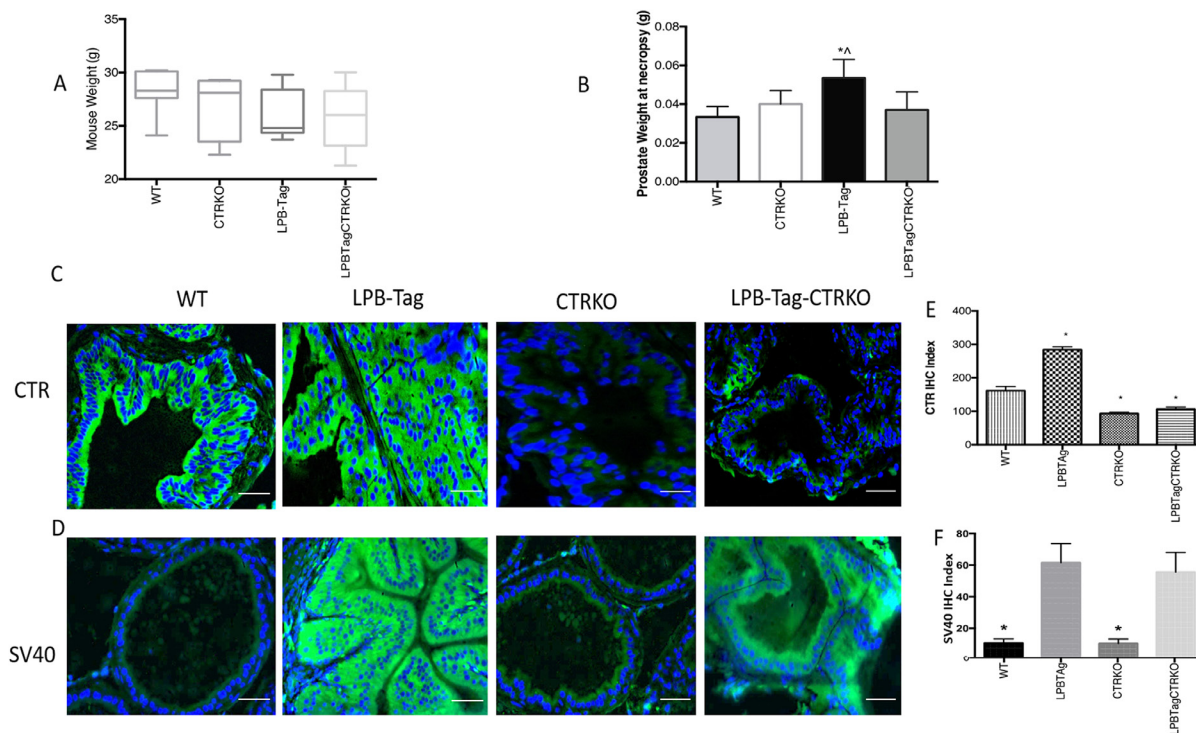 A
Mouse Weight (g)
35
30
25
20
WT
CTRKO
LPB-Tag
LPBTagCTRKOr
B
Prostate Weight at necropsy (g)
0.08
0.06
0.04
0.02
0.00
*^
WT
CTRKO
LPB-Tag
LPBTagCTRKO
C
WT
LPB-Tag
CTRKO
LPB-Tag-CTRKO
CTR
D
SV40
E
CTR IHC Index
400
300
200
100
0
*
*
*
WT
LPBTAg
CTRKO
LPBTagCTRKO
F
SV40 IHC Index
80
60
40
20
0
*
*
WT
LPBTAg
CTRKO
LPBTagCTRKO